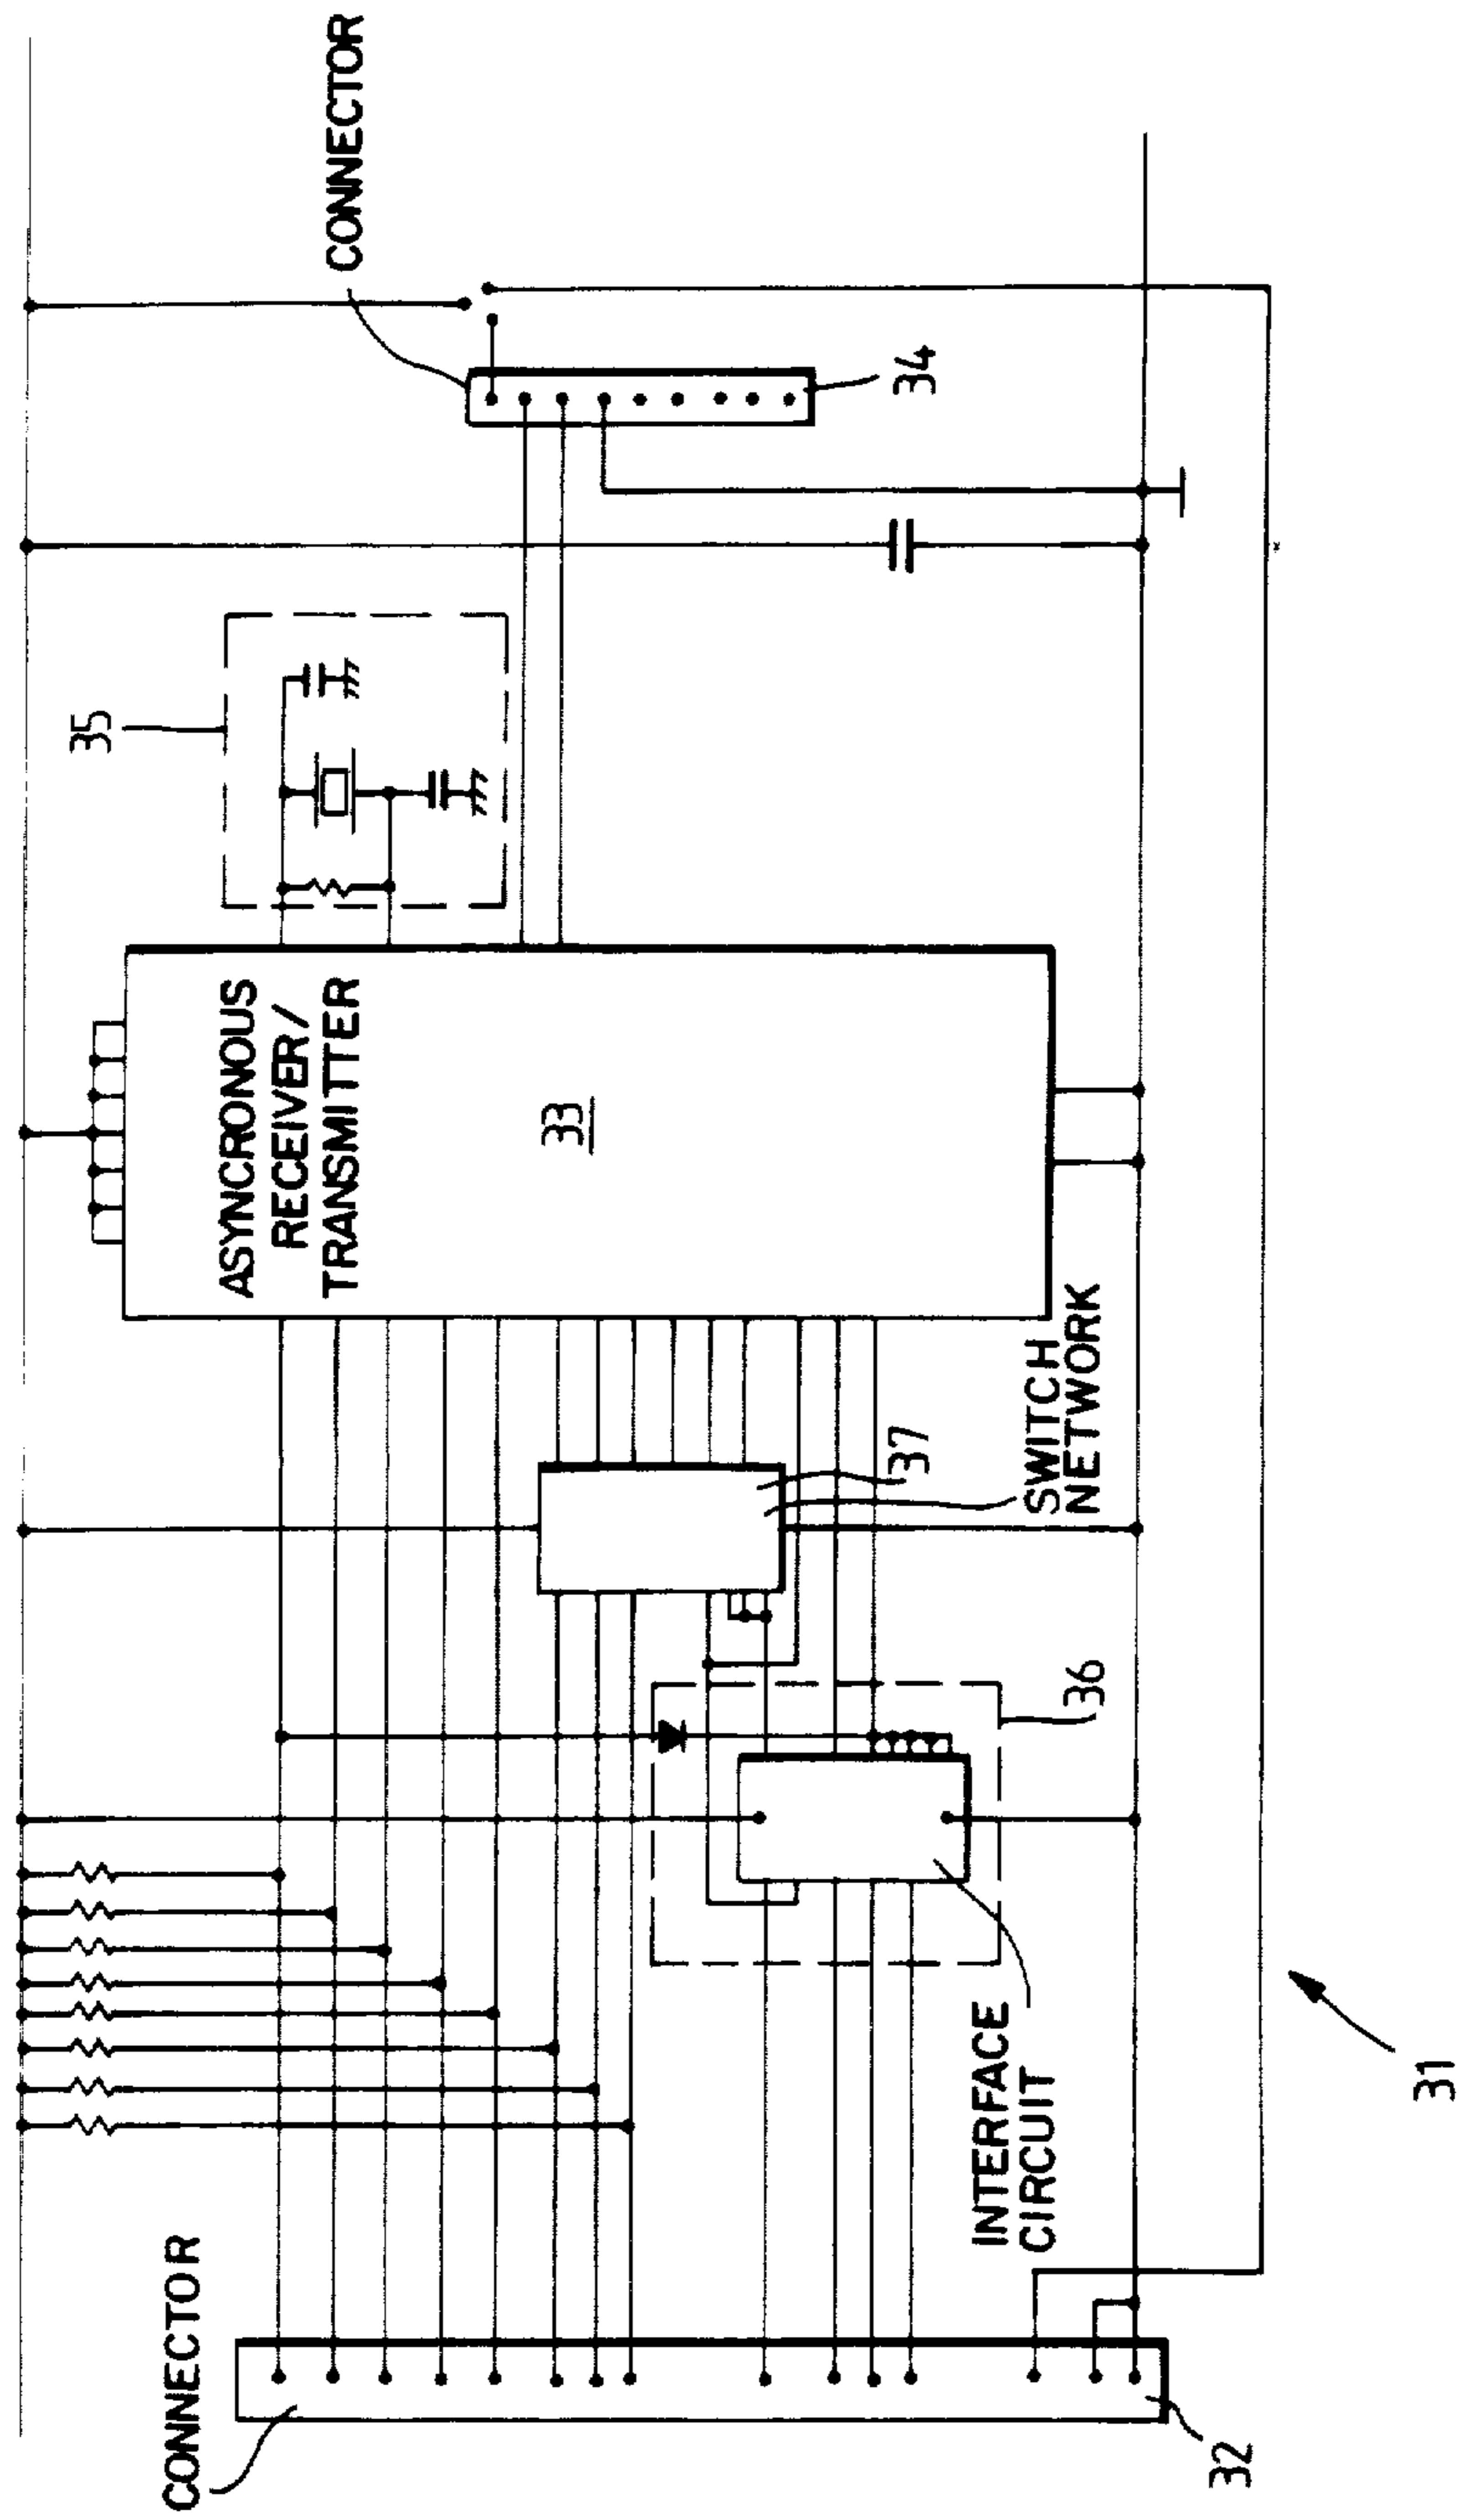 CONNECTOR
35
34
ASYNCRONOUS
RECEIVER/
TRANSMITTER
33
37
SWITCH
NETWORK
36
INTERFACE
CIRCUIT
CONNECTOR
32
31